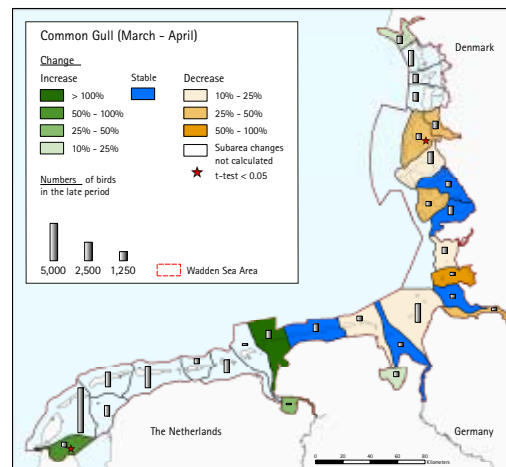 Common Gull (March - April)
Denmark
Change
Increase
Stable
Decrease
> 100%
10% - 25%
50% - 100%
25% - 50%
25% - 50%
50% - 100%
10% - 25%
Subarea changes
not calculated
t-test < 0.05
Numbers of birds
in the late period
5,000 2,500 1,250
Wadden Sea Area
The Netherlands
Germany
0 10 20 40 60 80
Kilometers